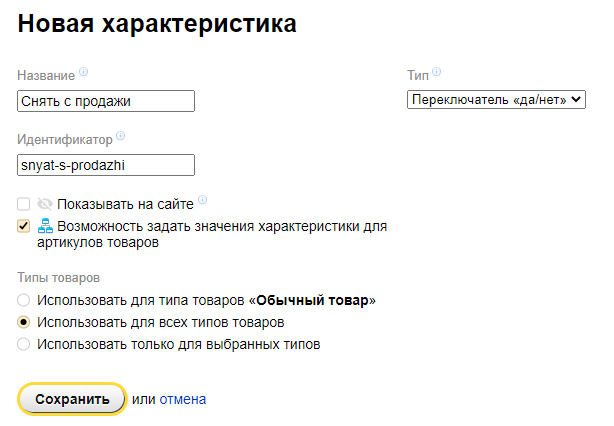 Новая характеристика
Название
Тип
Снять с продажи
Переключатель «да/нет»
Идентификатор
snyat-s-prodazhi
Показывать на сайте
Возможность задать значения характеристики для
артикулов товаров
Типы товаров
Использовать для типа товаров «Обычный товар»
Использовать для всех типов товаров
Использовать только для выбранных типов
Сохранить или отмена